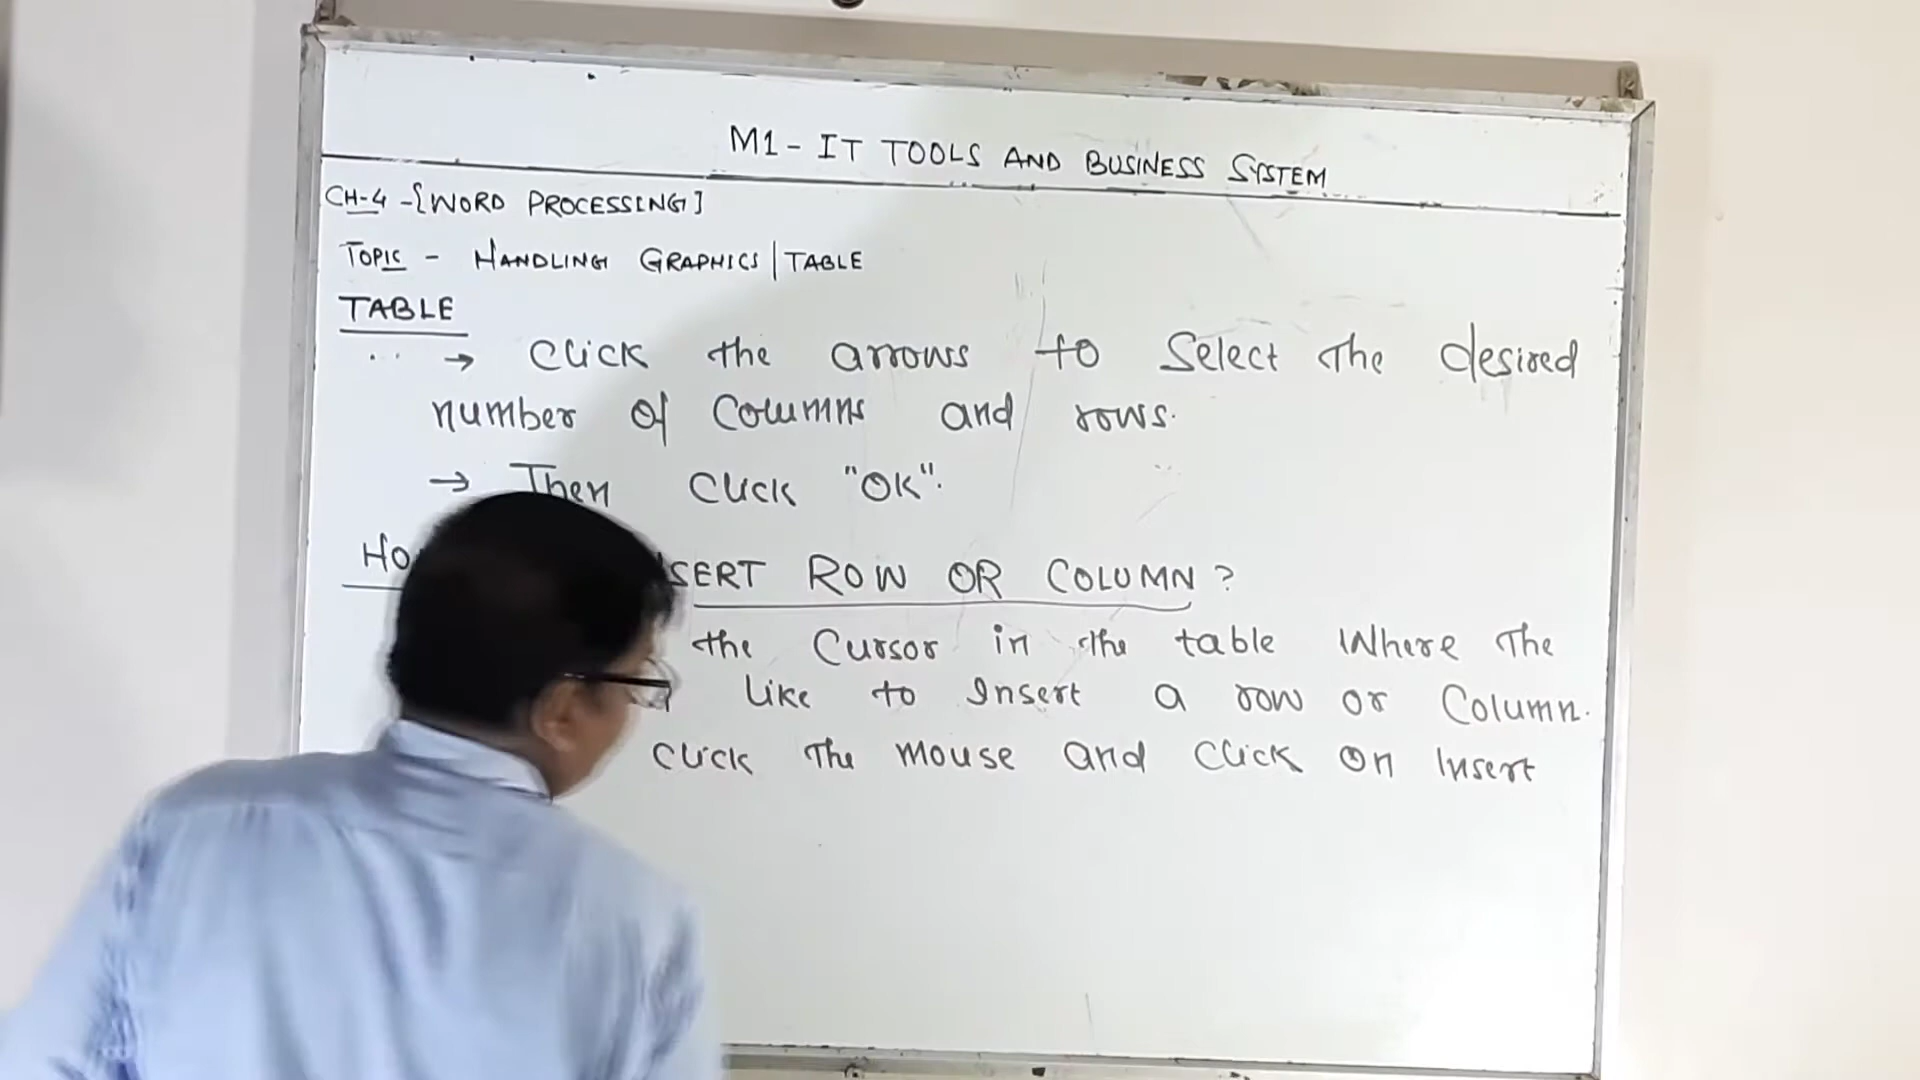 M1 - IT TOOLS AND BUSINESS SYSTEM
CH-4 - {WORD PROCESSING]
TOPIC - HANDLING GRAPHICS | TABLE
TABLE
→ Click the arrows to Select The desired
number of Columns and rows.
→ Then Click "OK".
ROW OR COLUMN ?
the Cursor in the table Where The
like to Insert a row or Column.
Click The mouse and Click On Insert